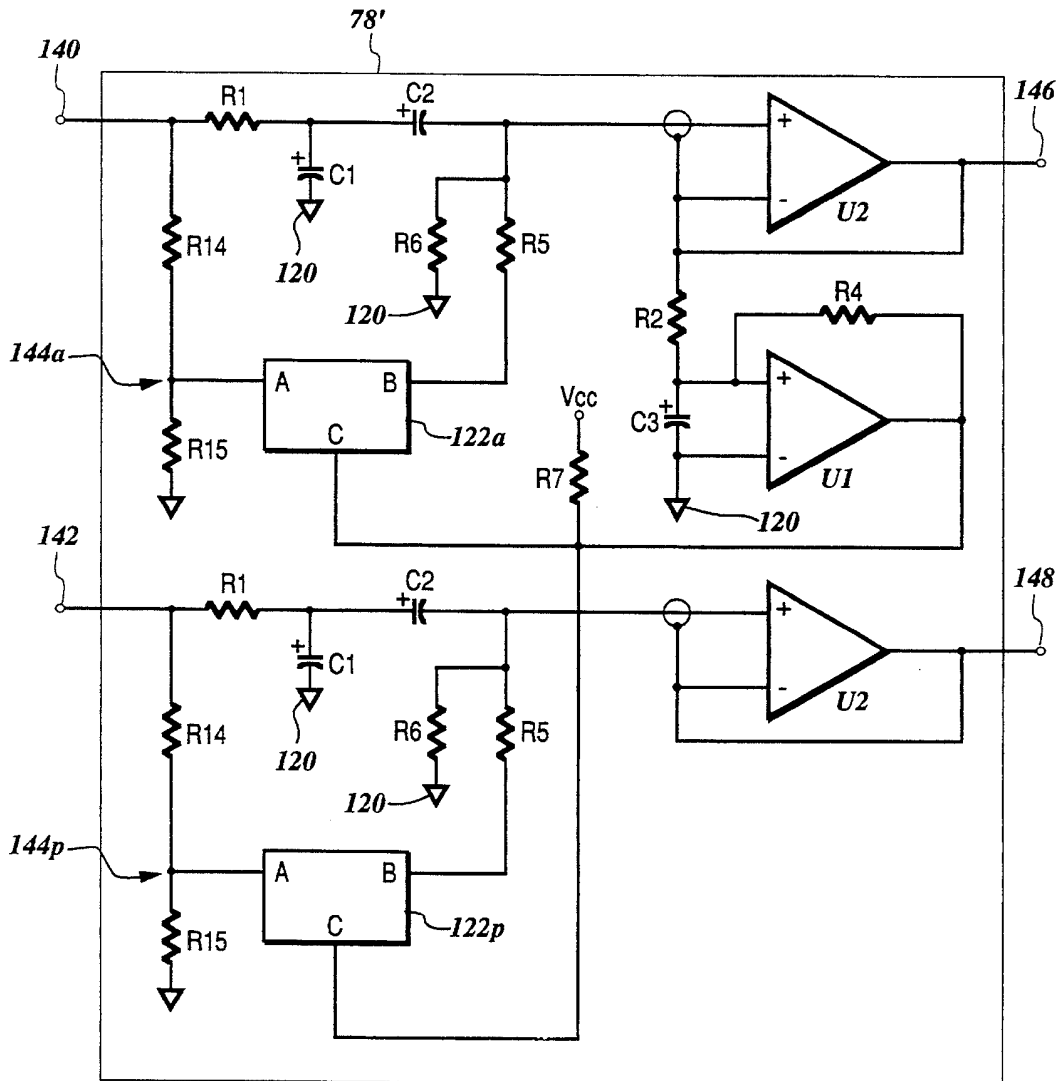 78'
140
R1
C2
+
+
C1
120
R14
R6
R5
120
+
-
U2
146
R2
R4
144a
A
B
C
122a
R15
Vcc
R7
+
C3
+
-
U1
120
142
R1
C2
+
+
C1
120
R14
R6
R5
120
+
-
U2
148
144p
A
B
C
122p
R15